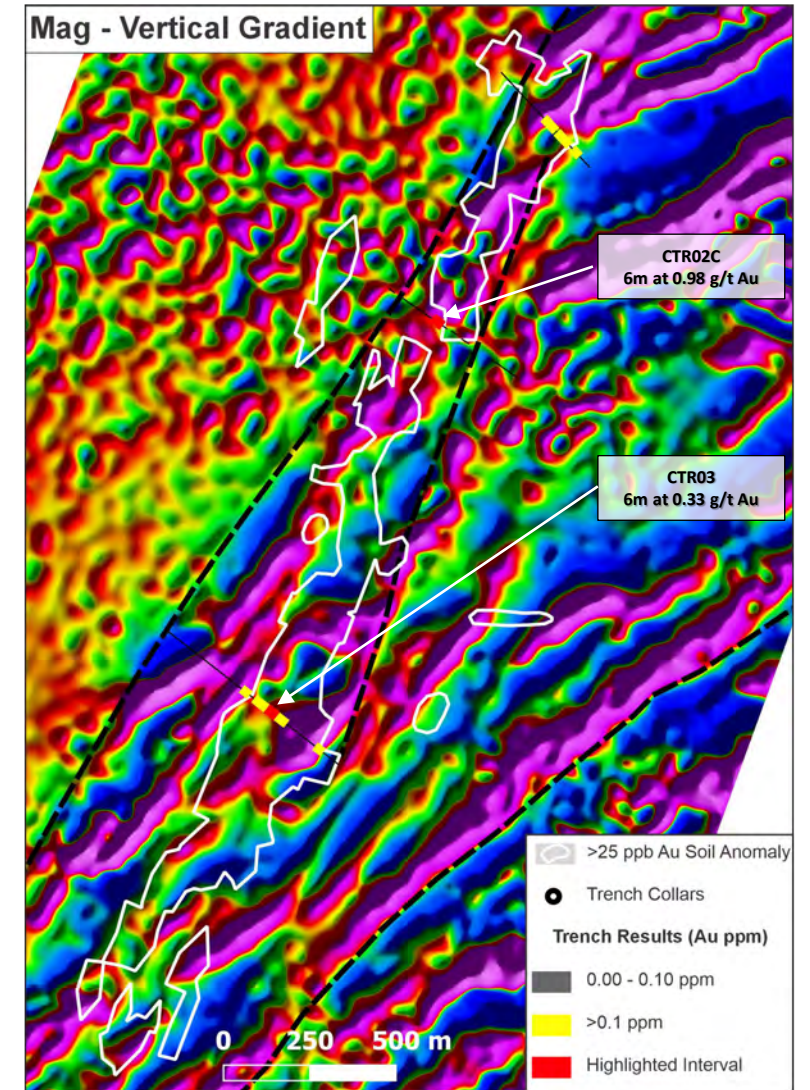 Mag - Vertical Gradient
CTR02C
6m at 0.98 g/t Au
CTR03
6m at 0.33 g/t Au
>25 ppb Au Soil Anomaly
Trench Collars
Trench Results (Au ppm)
0.00 - 0.10 ppm
>0.1 ppm
Highlighted Interval
0 250 500 m